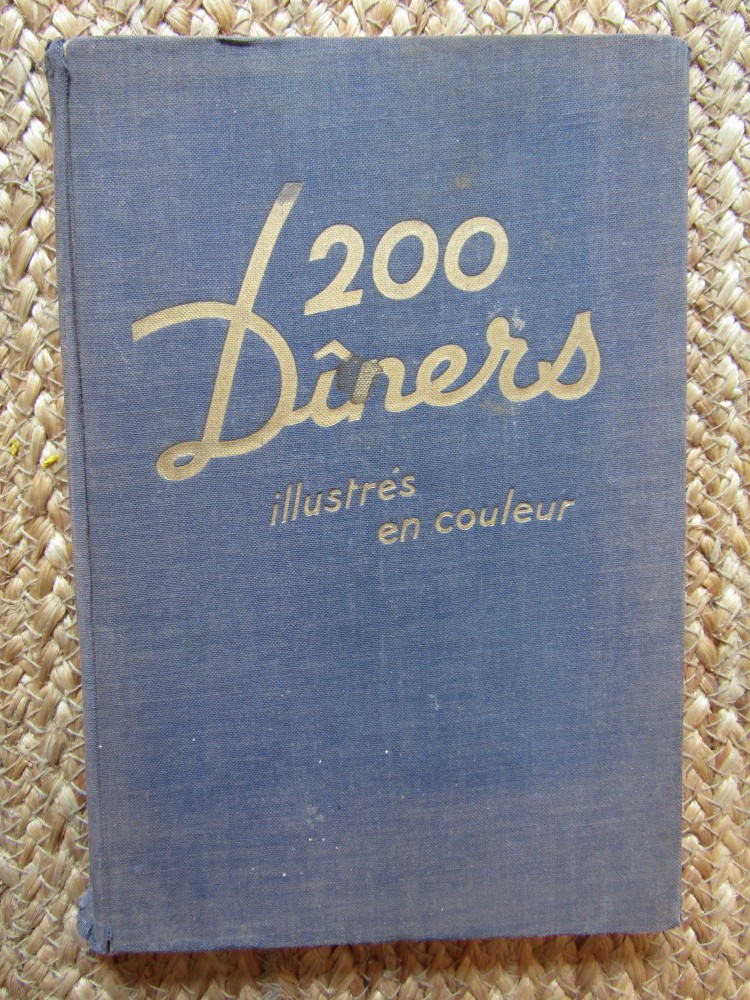 200
Dîners
illustrés
en couleur